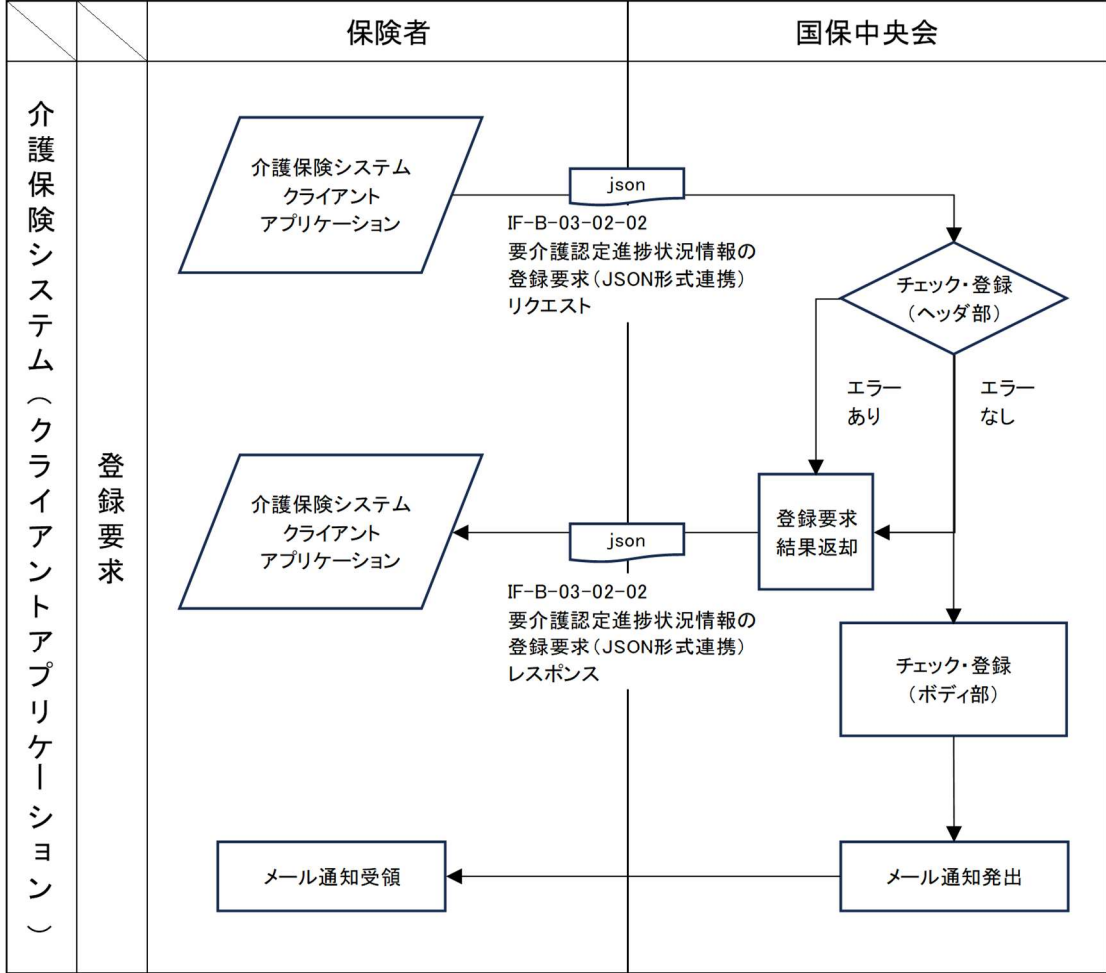 保険者
国保中央会
介護保険システム（クライアントアプリケーション）
登録要求
介護保険システム
クライアント
アプリケーション
json
IF-B-03-02-02
要介護認定進捗状況情報の
登録要求（JSON形式連携）
リクエスト
チェック・登録
（ヘッダ部）
エラー
あり
エラー
なし
介護保険システム
クライアント
アプリケーション
json
登録要求
結果返却
IF-B-03-02-02
要介護認定進捗状況情報の
登録要求（JSON形式連携）
レスポンス
チェック・登録
（ボディ部）
メール通知受領
メール通知発出